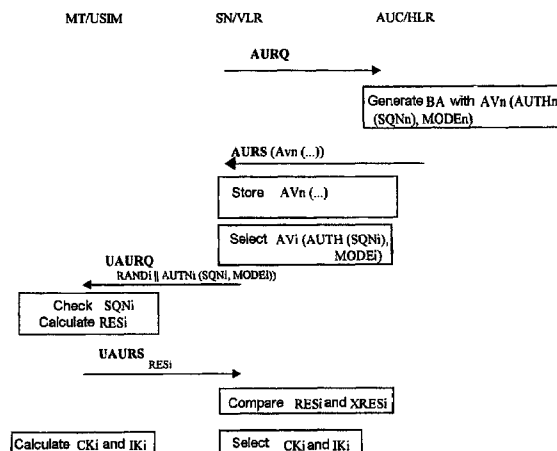 MT/USIM SN/VLR AUC/HLR
AURQ
Generate BA with AVn (AUTHn
(SQNn), MODEn)
AURS (Avn (...))
Store AVn (...)
Select AVi (AUTH (SQNi),
MODEi)
UAURQ
RANDi || AUTNi (SQNi, MODEi))
Check SQNi
Calculate RESi
UAURS
RESi
Compare RESi and XRESi
Calculate CKi and IKi Select CKi and IKi